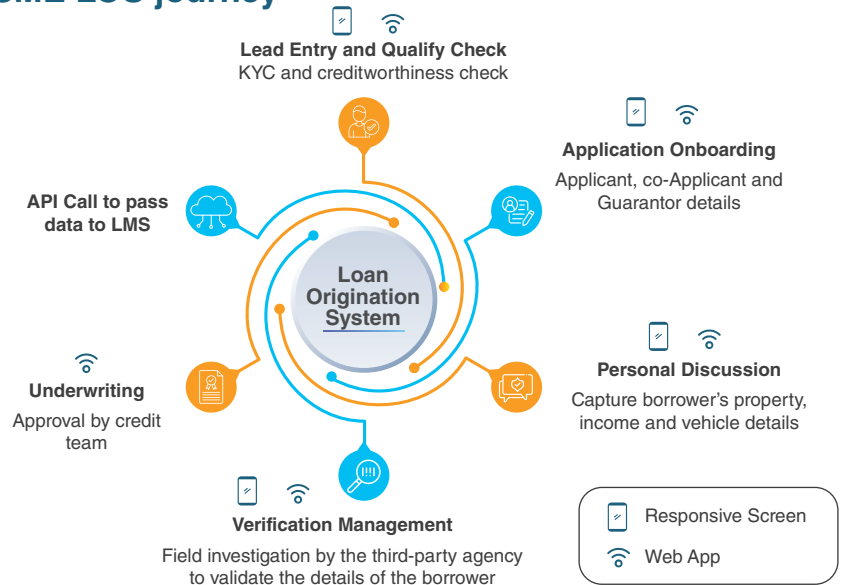 journey
Lead Entry and Qualify Check
KYC and creditworthiness check
Application Onboarding
Applicant, co-Applicant and
Guarantor details
API Call to pass
data to LMS
Loan
Origination
System
Personal Discussion
Capture borrower's property,
income and vehicle details
Underwriting
Approval by credit
team
Verification Management
Field investigation by the third-party agency
to validate the details of the borrower
Responsive Screen
Web App